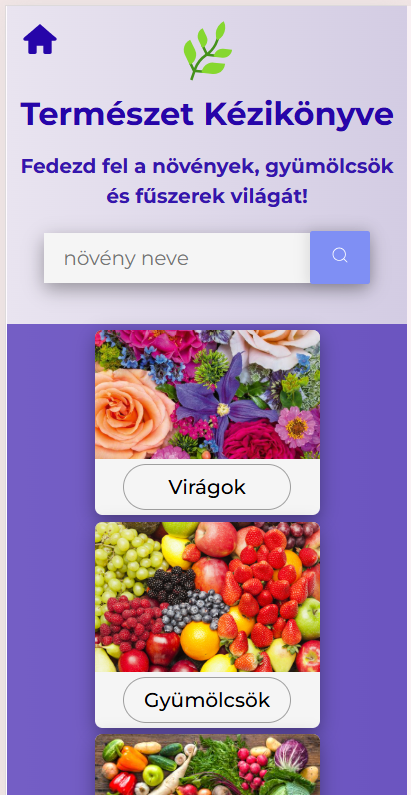 Természet Kézikönyve
Fedezd fel a növények, gyümölcsök
és fűszerek világát!
növény neve
Virágok
Gyümölcsök